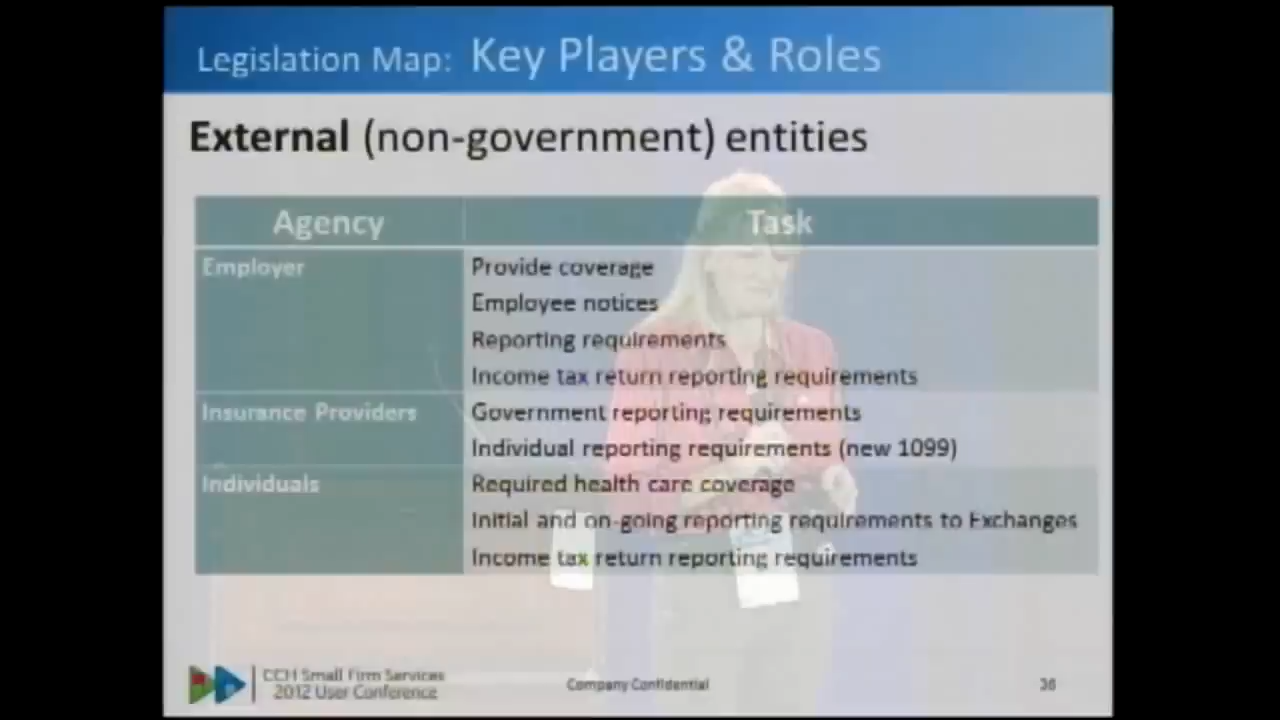 Legislation Map: Key Players & Roles
External (non-government) entities
Agency Task
Employer Provide coverage
Employee notices
Reporting requirements
Income tax return reporting requirements
Insurance Providers Government reporting requirements
Individual reporting requirements (new 1099)
Individuals Required health care coverage
Initial and on-going reporting requirements to Exchanges
Income tax return reporting requirements
CCH Small Firm Services
2012 User Conference
Company Confidential
36